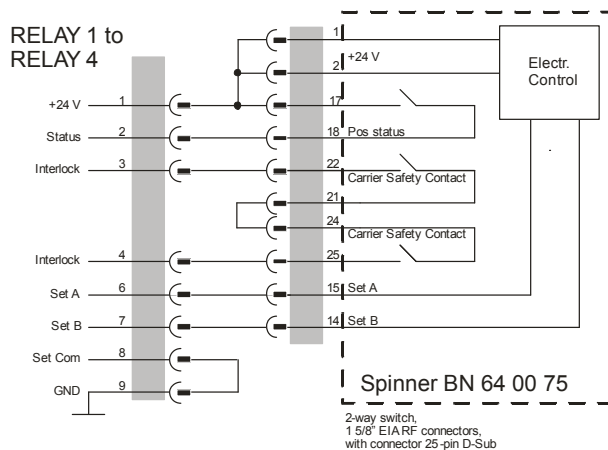 RELAY 1 to
RELAY 4
1
+24 V
2
Electr.
Control
+24 V 1 17
Status 2 18 Pos status
Interlock 3 22
Carrier Safety Contact
21
24
Carrier Safety Contact
Interlock 4 25
Set A 6 15 Set A
Set B 7 14 Set B
Set Com 8
GND 9
Spinner BN 64 00 75
2-way switch,
1 5/8" EIA RF connectors,
with connector 25-pin D-Sub